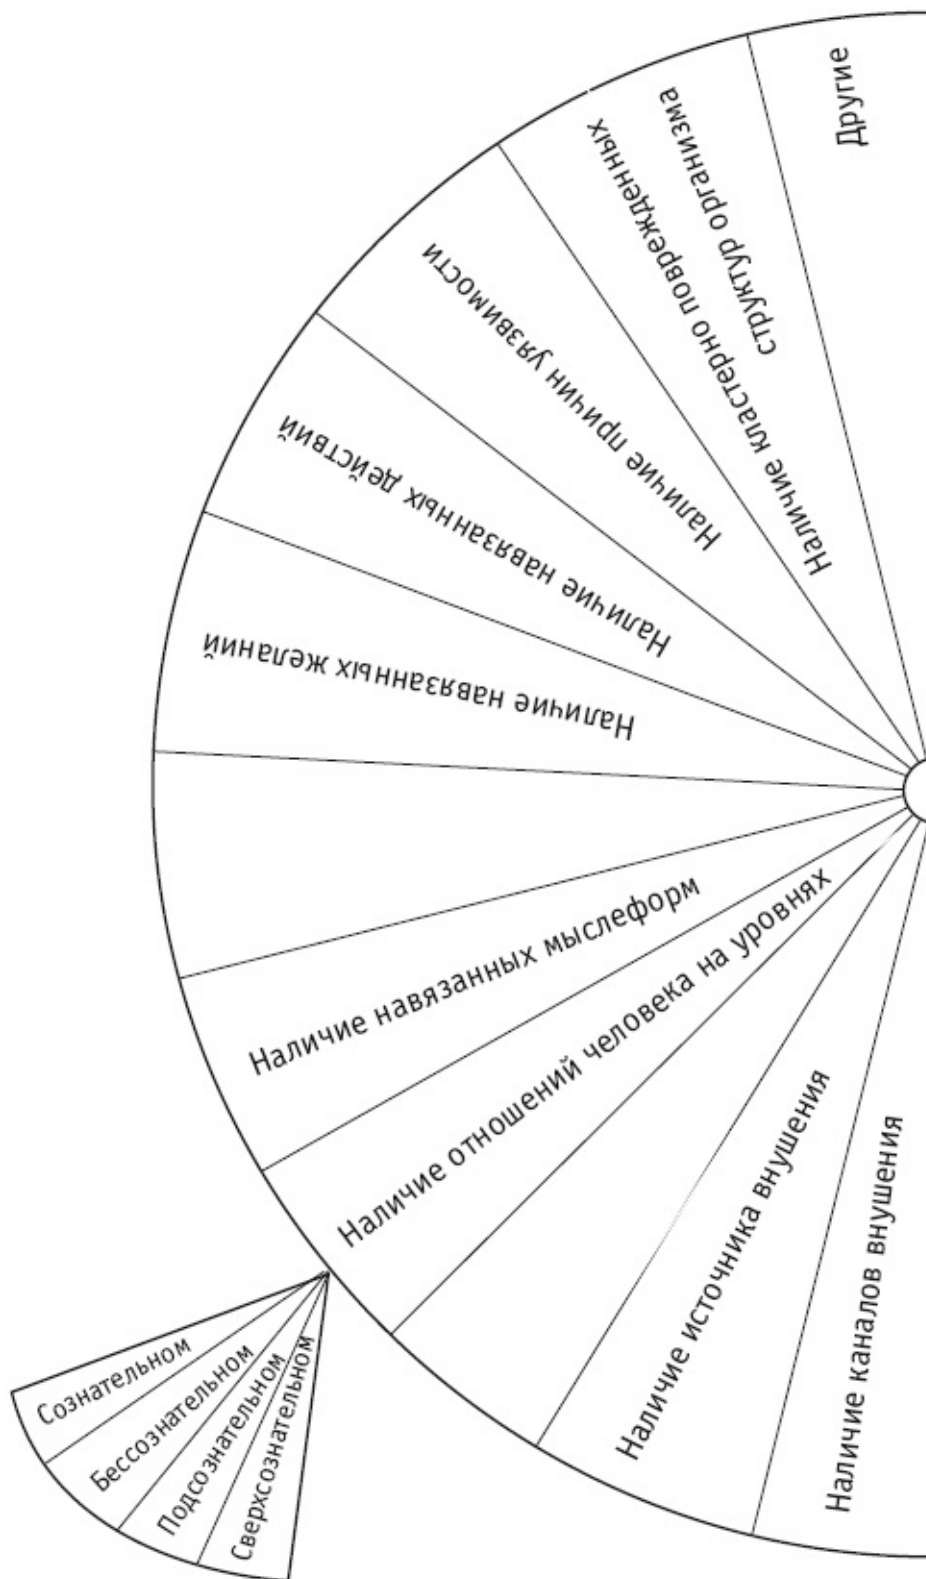 Другие
Наличие кластерно поврежденных
структур организма
Наличие причин уязвимости
Наличие навязанных действий
Наличие навязанных желаний
Наличие навязанных мыслеформ
Наличие отношений человека на уровнях
Наличие источника внушения
Наличие каналов внушения
Сознательном
Бессознательном
Подсознательном
Сверхсознательном